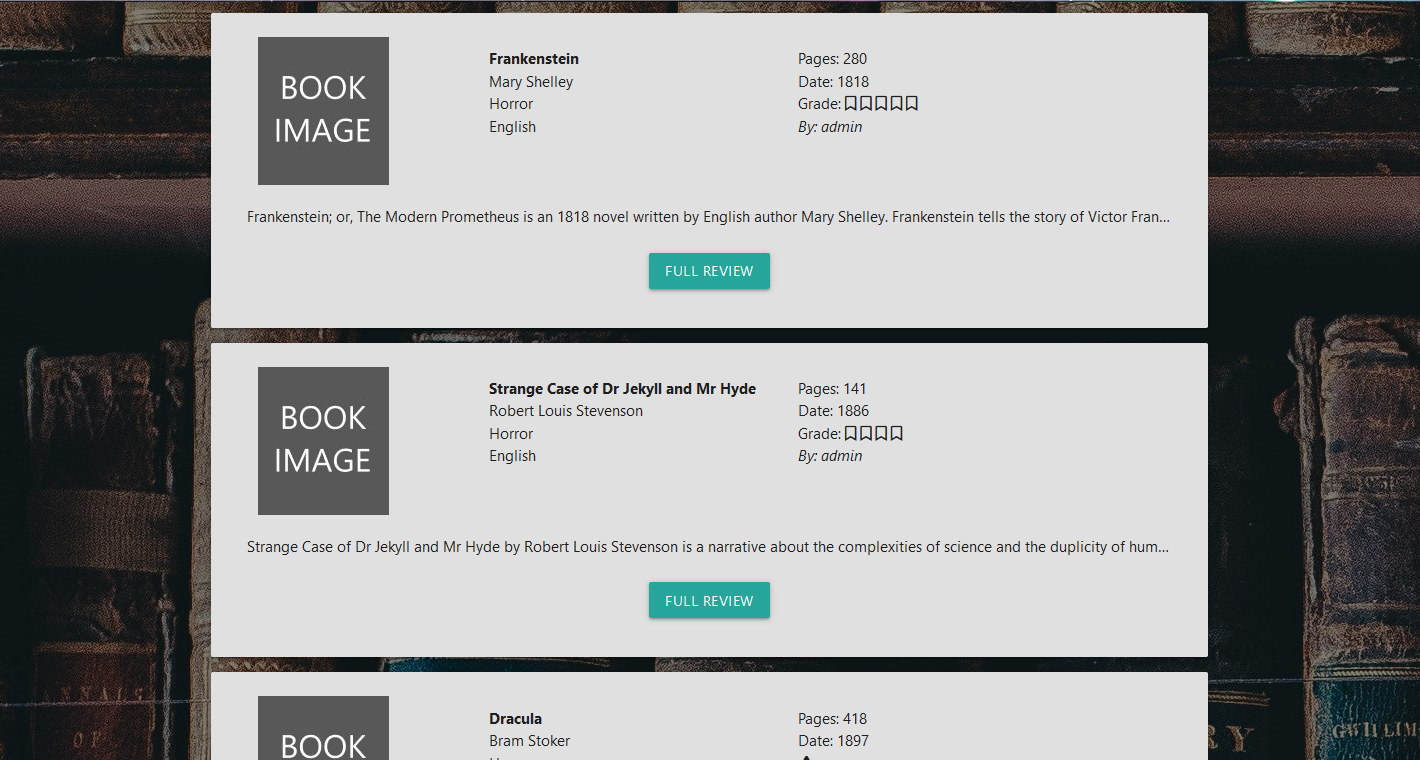 BOOK
IMAGE
Frankenstein
Mary Shelley
Horror
English
Pages: 280
Date: 1818
Grade:
By: admin
Frankenstein; or, The Modern Prometheus is an 1818 novel written by English author Mary Shelley. Frankenstein tells the story of Victor Fran...
FULL REVIEW
BOOK
IMAGE
Strange Case of Dr Jekyll and Mr Hyde
Robert Louis Stevenson
Horror
English
Pages: 141
Date: 1886
Grade:
By: admin
Strange Case of Dr Jekyll and Mr Hyde by Robert Louis Stevenson is a narrative about the complexities of science and the duplicity of hum...
FULL REVIEW
BOOK
Dracula
Bram Stoker
Pages: 418
Date: 1897
ANNALS
OF